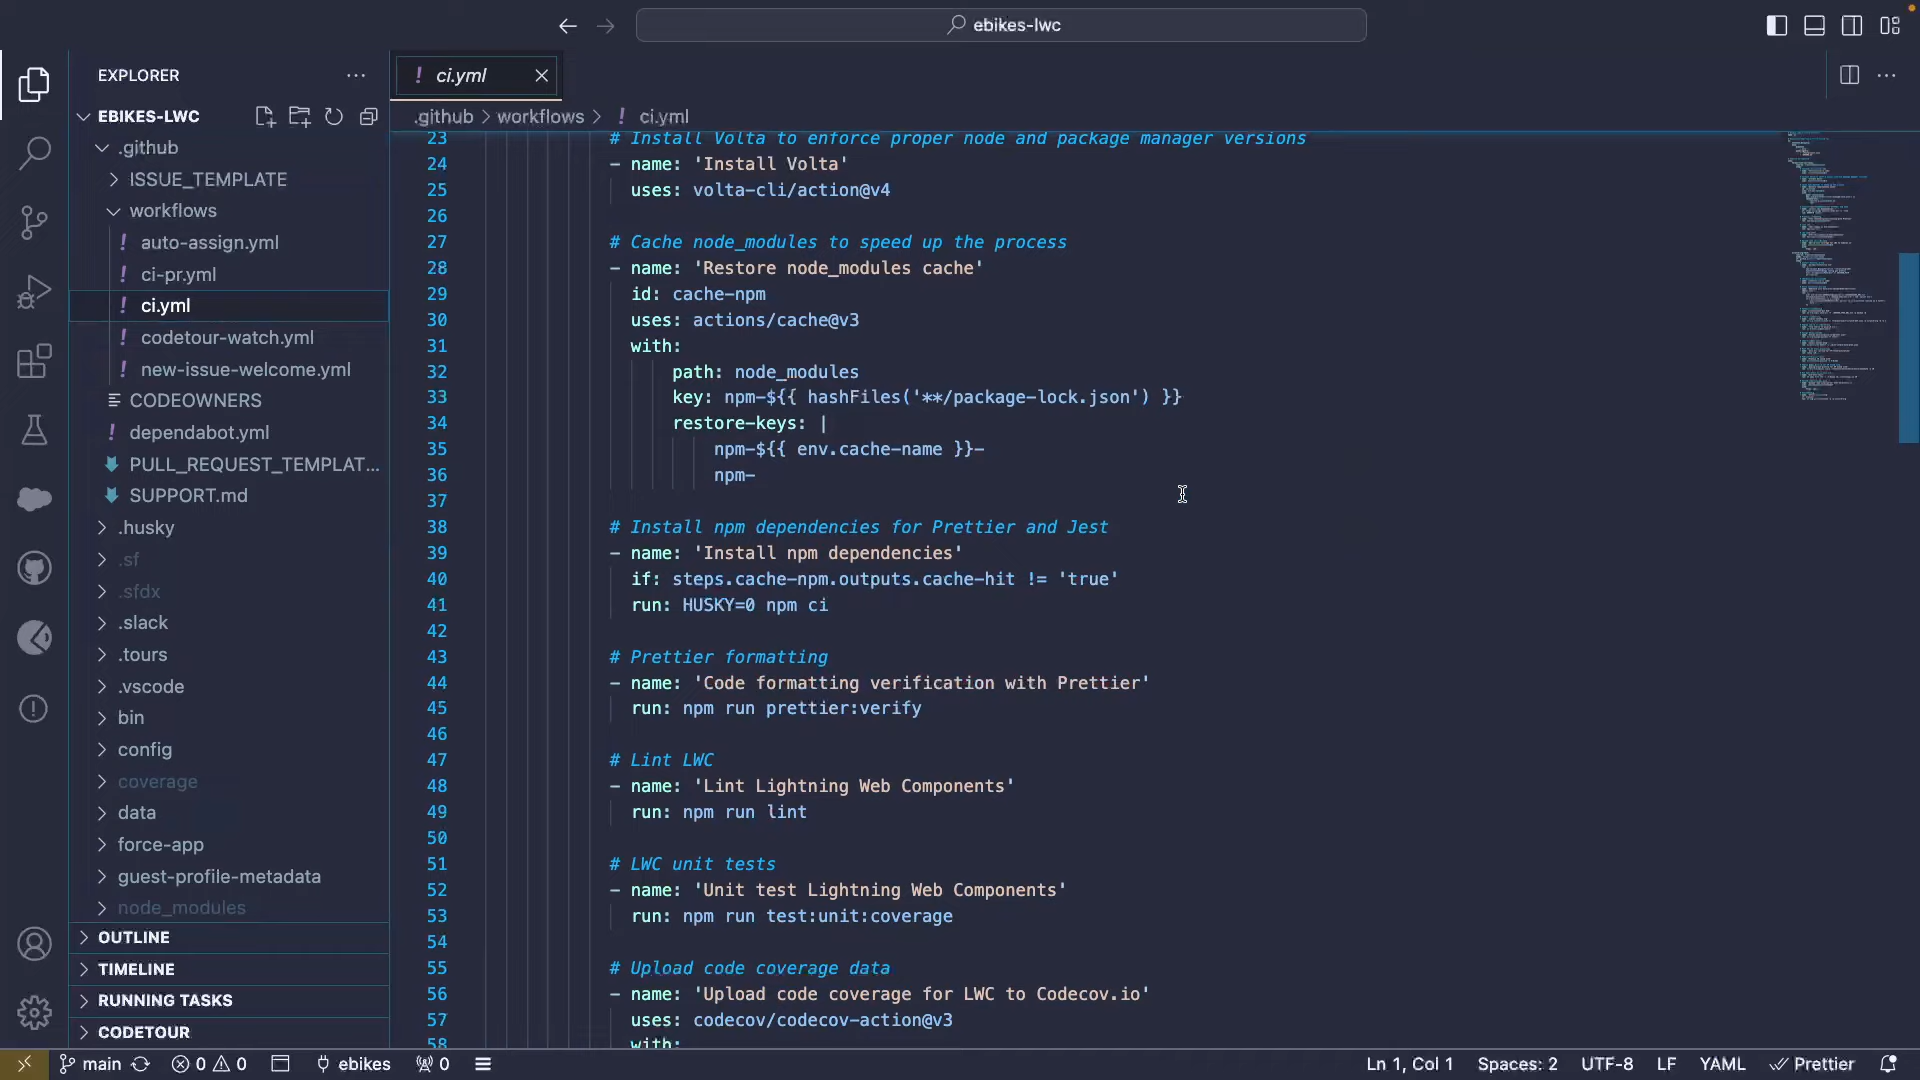 ebikes-lwc
EXPLORER
ci.yml
EBIKES-LWC
.github
ISSUE_TEMPLATE
workflows
auto-assign.yml
ci-pr.yml
ci.yml
codetour-watch.yml
new-issue-welcome.yml
CODEOWNERS
dependabot.yml
PULL_REQUEST_TEMPLAT...
SUPPORT.md
.husky
.sf
.sfdx
.slack
.tours
.vscode
bin
config
coverage
data
force-app
guest-profile-metadata
node_modules
OUTLINE
TIMELINE
RUNNING TASKS
CODETOUR
.github > workflows > ! ci.yml
23 # Install Volta to enforce proper node and package manager versions
24 - name: 'Install Volta'
25 uses: volta-cli/action@v4
26
27 # Cache node_modules to speed up the process
28 - name: 'Restore node_modules cache'
29 id: cache-npm
30 uses: actions/cache@v3
31 with:
32 path: node_modules
33 key: npm-${{ hashFiles('**/package-lock.json') }}
34 restore-keys: |
35 npm-${{ env.cache-name }}-
36 npm-
37
38 # Install npm dependencies for Prettier and Jest
39 - name: 'Install npm dependencies'
40 if: steps.cache-npm.outputs.cache-hit != 'true'
41 run: HUSKY=0 npm ci
42
43 # Prettier formatting
44 - name: 'Code formatting verification with Prettier'
45 run: npm run prettier:verify
46
47 # Lint LWC
48 - name: 'Lint Lightning Web Components'
49 run: npm run lint
50
51 # LWC unit tests
52 - name: 'Unit test Lightning Web Components'
53 run: npm run test:unit:coverage
54
55 # Upload code coverage data
56 - name: 'Upload code coverage for LWC to Codecov.io'
57 uses: codecov/codecov-action@v3
58 with:
main 0 0 ebikes 0 Ln 1, Col 1 Spaces: 2 UTF-8 LF YAML Prettier